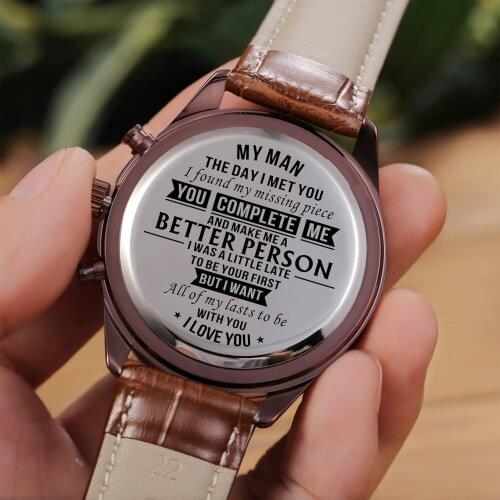 MY MAN
THE DAY I MET YOU
I found my missing piece
YOU COMPLETE ME
AND MAKE ME A
BETTER PERSON
I WAS A LITTLE LATE
TO BE YOUR FIRST
BUT I WANT
All of my lasts to be
WITH YOU
I LOVE YOU
22